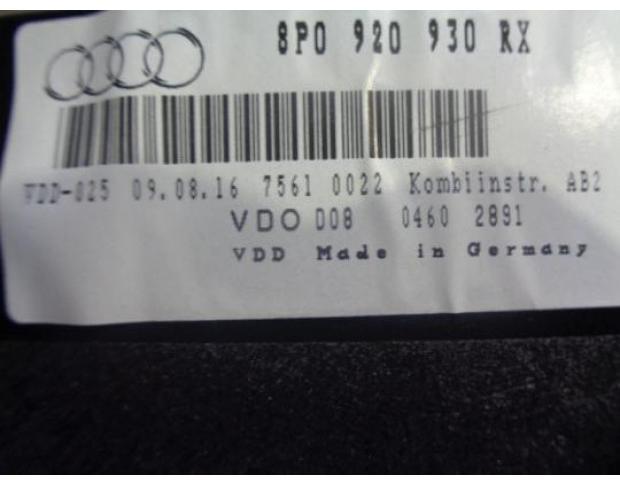 8P0 920 930 RX
VDD-025 09.08.16 7561 0022 Kombiinstr. AB2
VDO D08 0460 2891
VDD Made in Germany